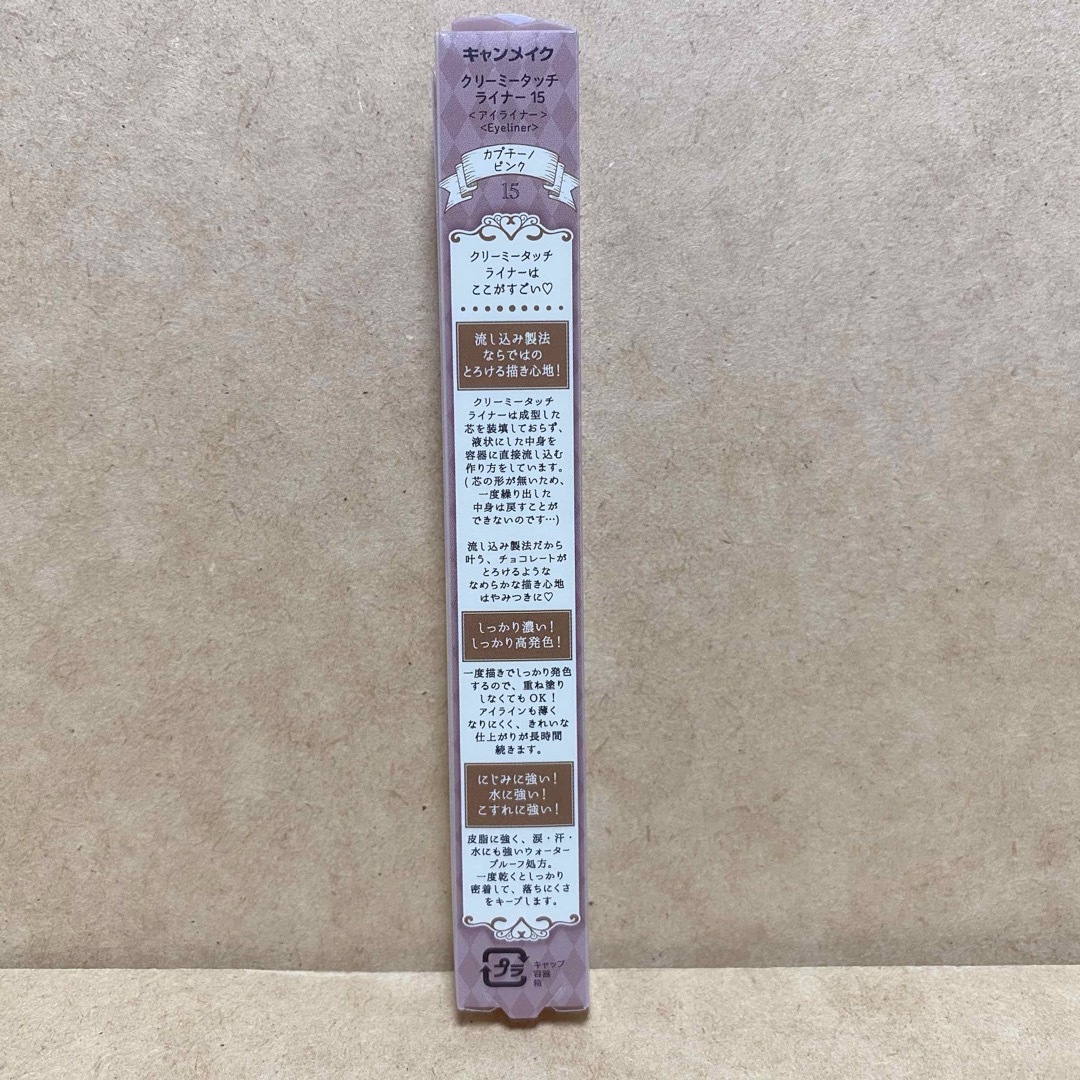 キャンメイク
クリーミータッチ
ライナー 15
<アイライナー>
<Eyeliner>
カプチーノ
ピンク
15
クリーミータッチ
ライナーは
ここがすごい♡
流し込み製法
ならではの
とろける描き心地！
クリーミータッチ
ライナーは成型した
芯を装填しておらず、
液状にした中身を
容器に直接流し込む
作り方をしています。
(芯の形が無いため、
一度繰り出した
中身は戻すことが
できないのです…)
流し込み製法だから
叶う、チョコレートが
とろけるような
なめらかな描き心地
はやみつきに♡
しっかり濃い！
しっかり高発色！
一度描きでしっかり発色
するので、重ね塗り
しなくてもOK！
アイラインも薄く
なりにくく、きれいな
仕上がりが長時間
続きます。
にじみに強い！
水に強い！
こすれに強い！
皮脂に強く、涙・汗・
水にも強いウォーター
プルーフ処方。
一度乾くとしっかり
密着して、落ちにくさ
をキープします。
プラ
キャップ
容器
箱